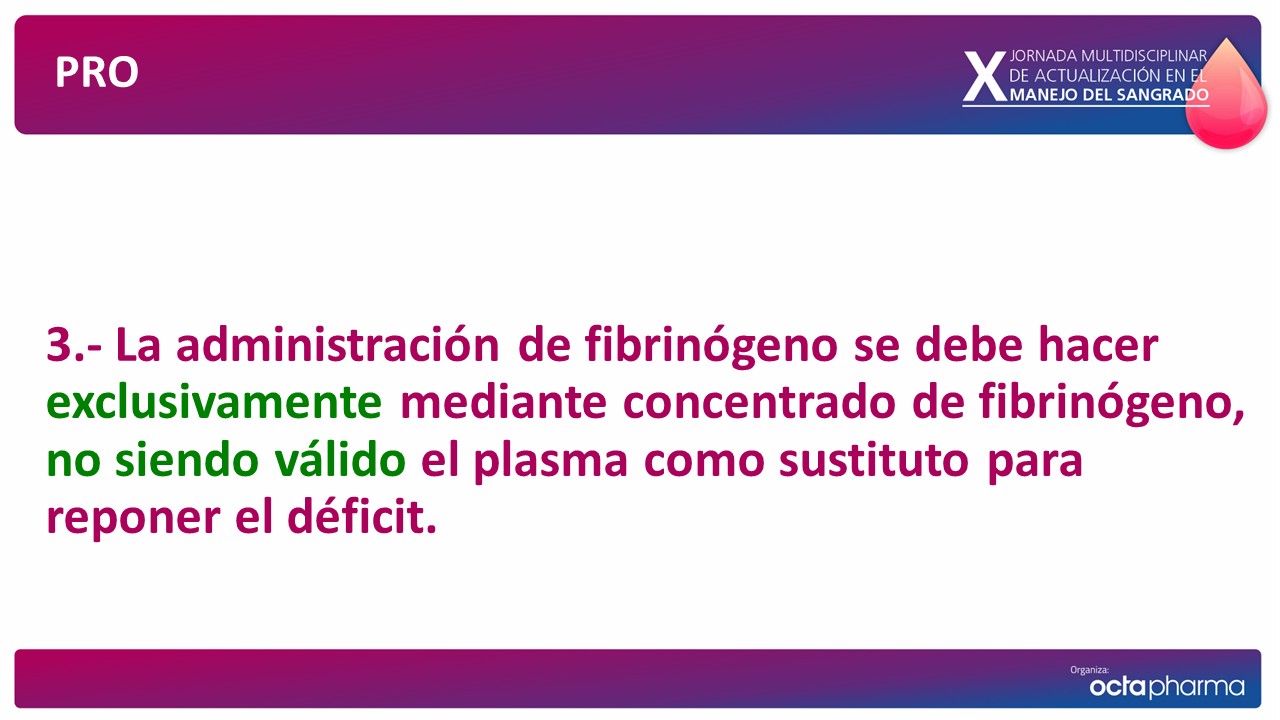 PRO
X JORNADA MULTIDISCIPLINAR
DE ACTUALIZACIÓN EN EL
MANEJO DEL SANGRADO
3.- La administración de fibrinógeno se debe hacer
exclusivamente mediante concentrado de fibrinógeno,
no siendo válido el plasma como sustituto para
reponer el déficit.
Organiza:
octapharma